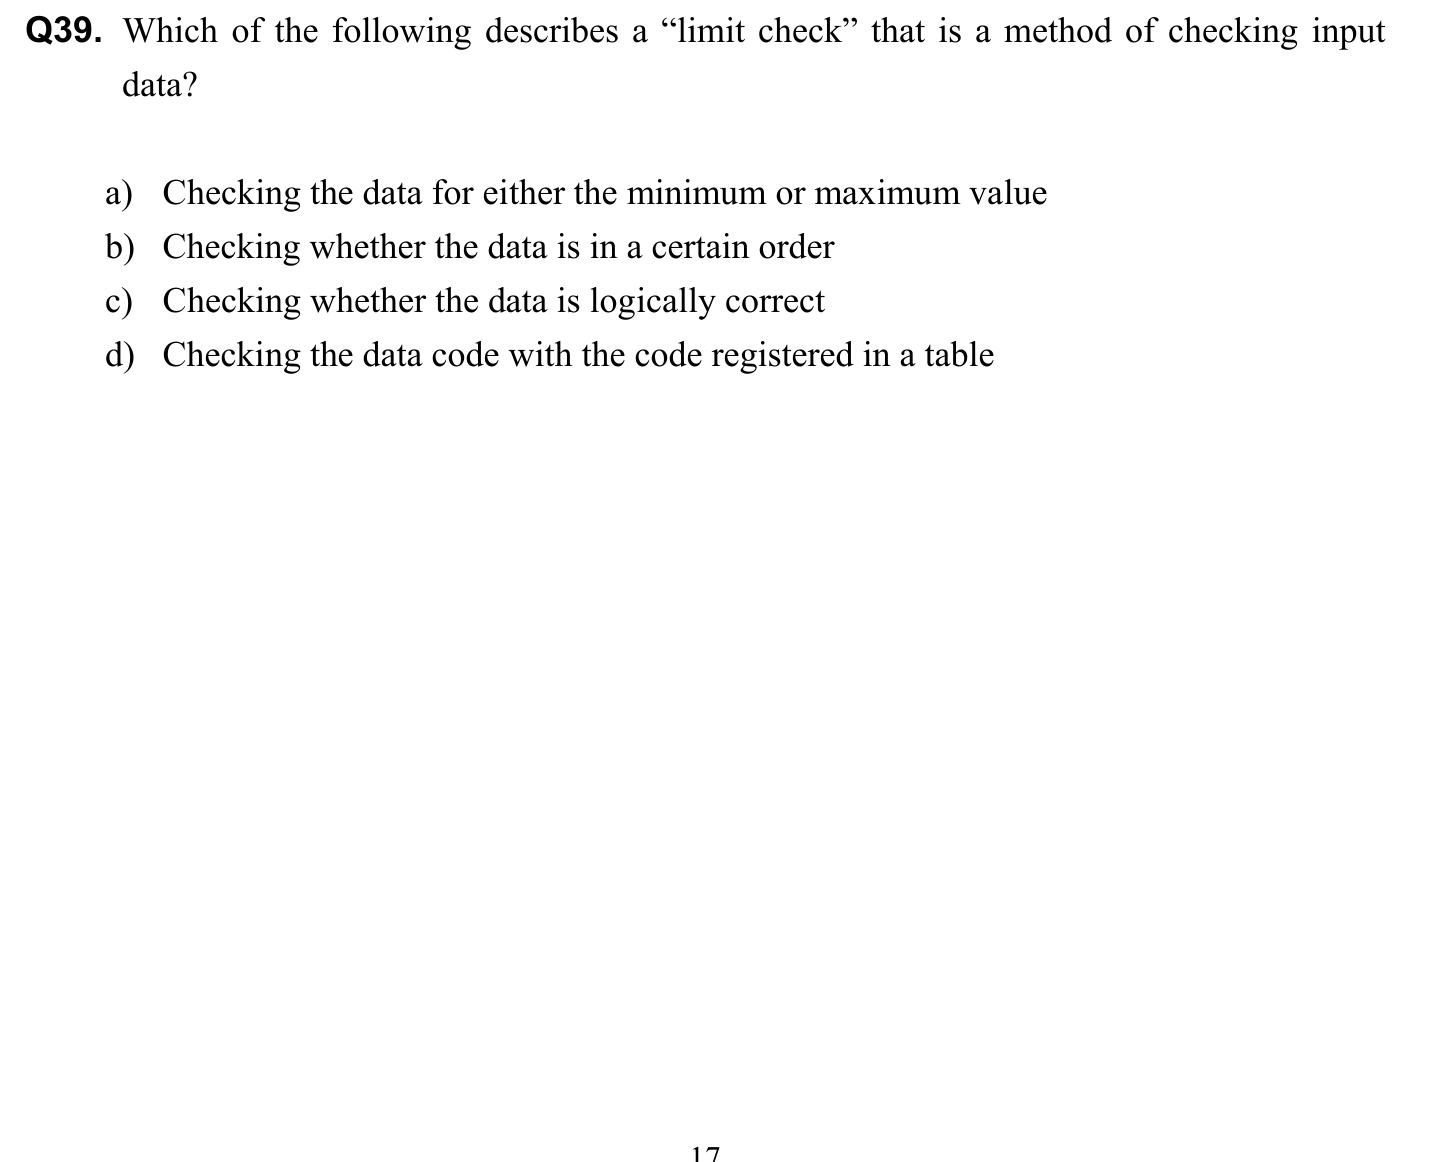 Q39. Which of the following describes a “limit check” that is a method of checking input
data?
a) Checking the data for either the minimum or maximum value
b) Checking whether the data is in a certain order
c) Checking whether the data is logically correct
d) Checking the data code with the code registered in a table
17